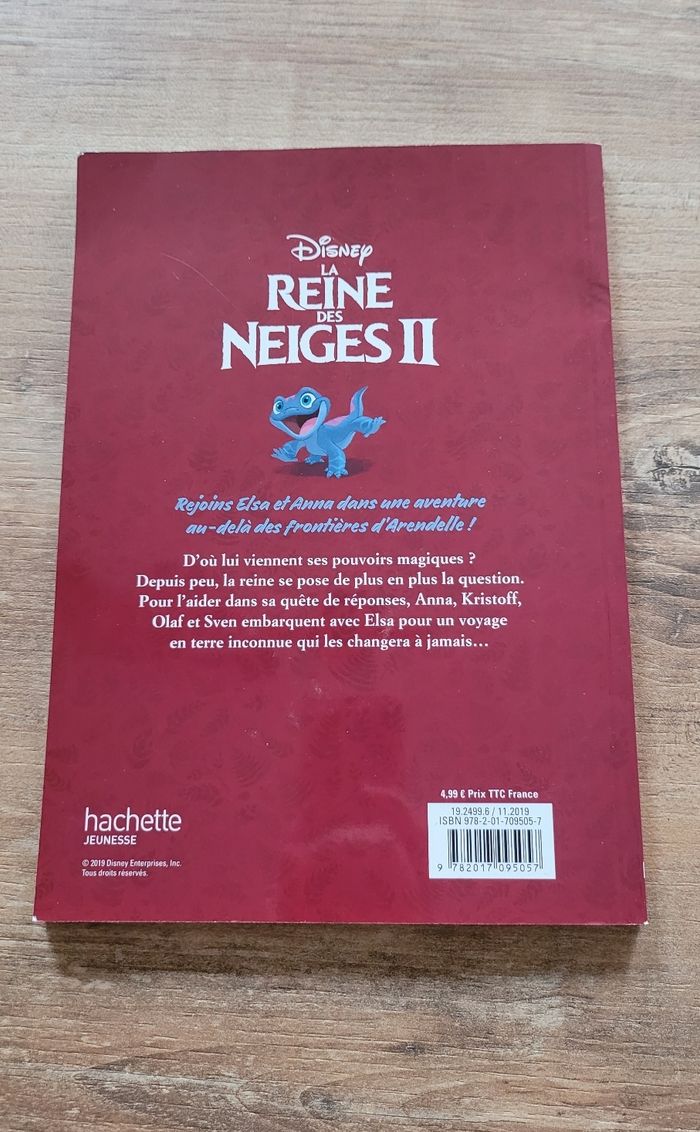 Disney
LA
REINE
DES
NEIGES II
Rejoins Elsa et Anna dans une aventure
au-delà des frontières d'Arendelle !
D'où lui viennent ses pouvoirs magiques ?
Depuis peu, la reine se pose de plus en plus la question.
Pour l'aider dans sa quête de réponses, Anna, Kristoff,
Olaf et Sven embarquent avec Elsa pour un voyage
en terre inconnue qui les changera à jamais...
4,99 € Prix TTC France
19.2499.6 / 11.2019
ISBN 978-2-01-709505-7
9 782017 095057
hachette
JEUNESSE
© 2019 Disney Enterprises, Inc.
Tous droits réservés.